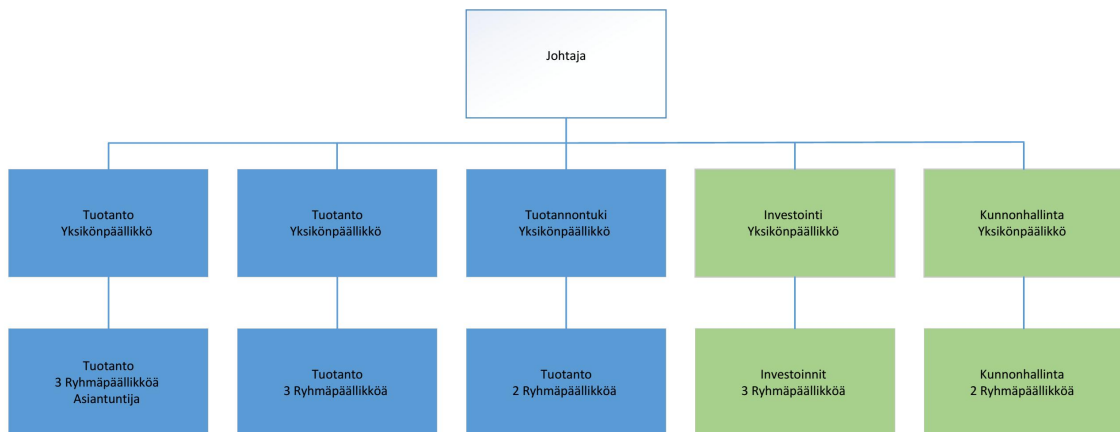 Johtaja
Tuotanto
Yksikönpäällikkö
Tuotanto
Yksikönpäällikkö
Tuotannontuki
Yksikönpäällikkö
Investointi
Yksikönpäällikkö
Kunnonhallinta
Yksikönpäälikkö
Tuotanto
3 Ryhmäpäällikköä
Asiantuntija
Tuotanto
3 Ryhmäpäällikköä
Tuotanto
2 Ryhmäpäällikköä
Investoinnit
3 Ryhmäpäällikköä
Kunnonhallinta
2 Ryhmäpäällikköä